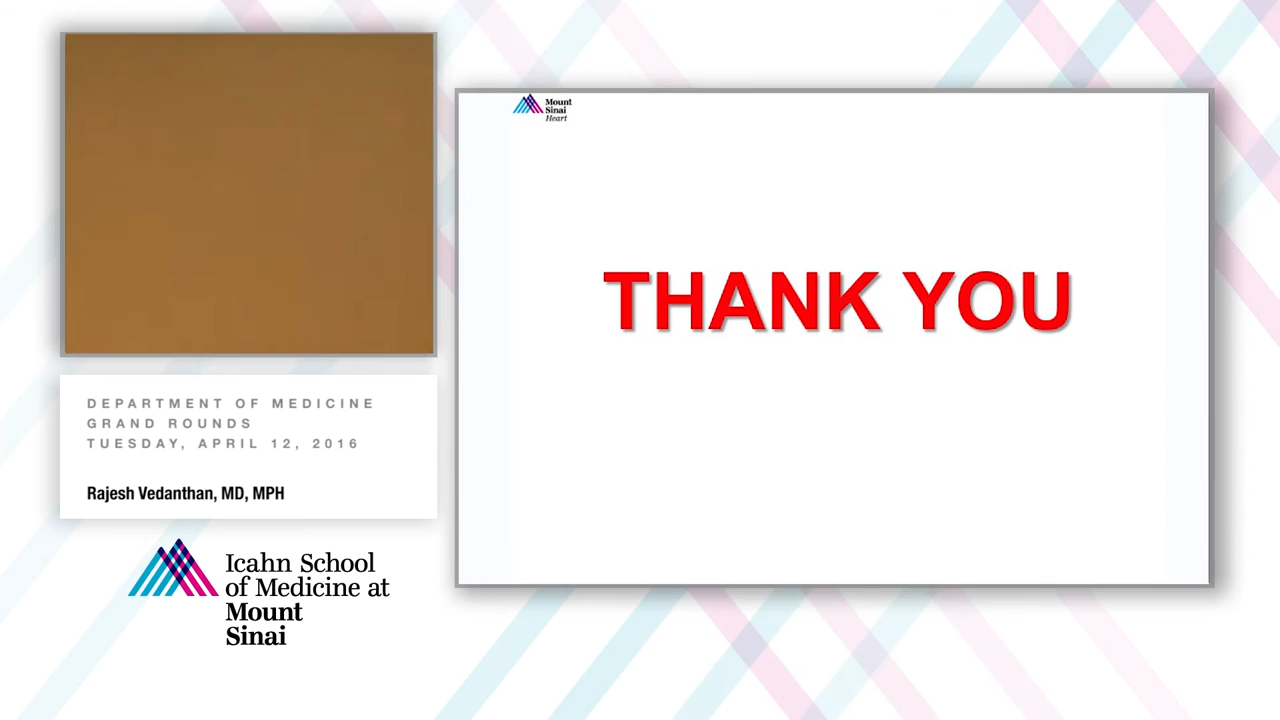 DEPARTMENT OF MEDICINE
GRAND ROUNDS
TUESDAY, APRIL 12, 2016
Rajesh Vedanthan, MD, MPH
Icahn School
of Medicine at
Mount
Sinai
Mount
Sinai
Heart
THANK YOU